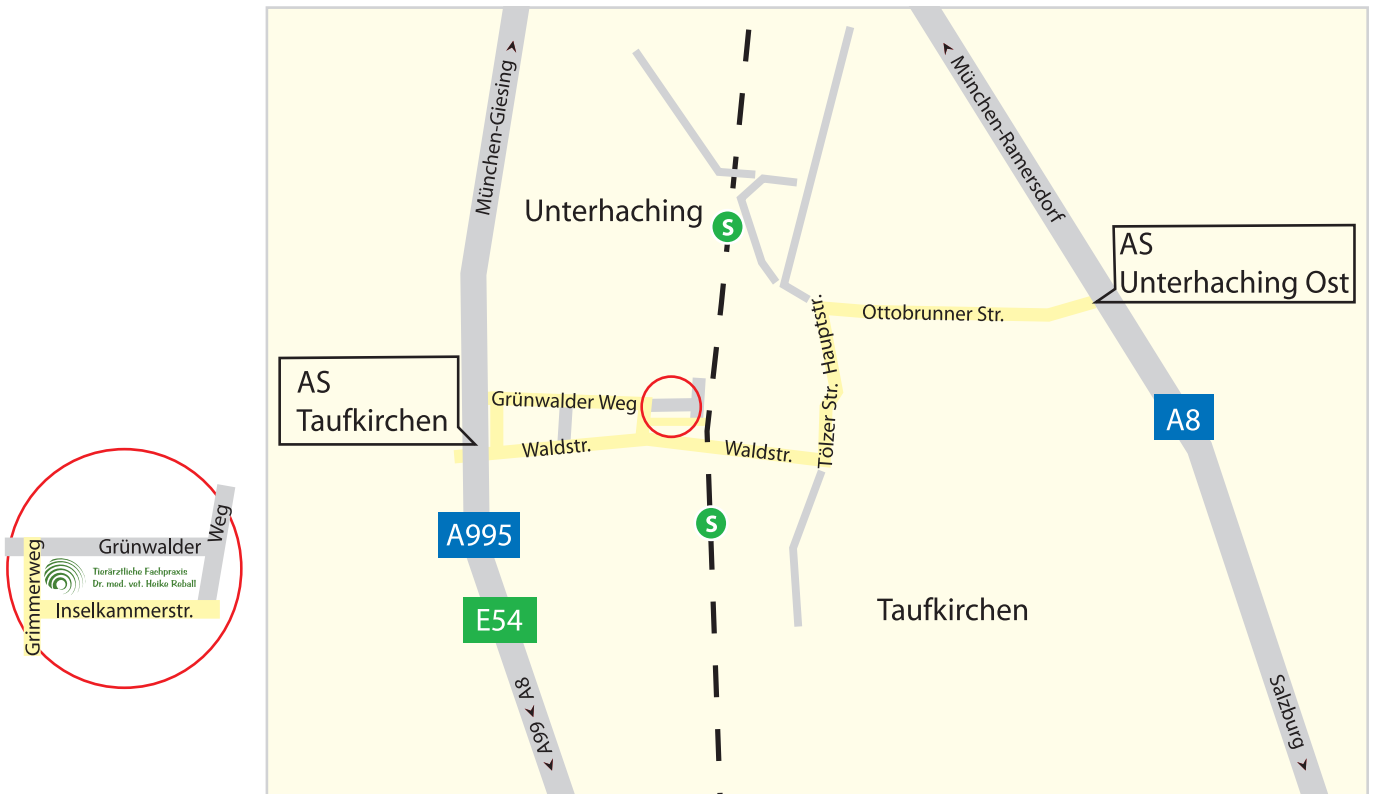 München-Giesing
München-Ramersdorf
Unterhaching
S
AS
Unterhaching Ost
Hauptstr.
Ottobrunner Str.
AS
Taufkirchen
Grünwalder Weg
Tölzer Str.
A8
Waldstr.
Waldstr.
S
A995
Weg
Grünwalder
Grimmerweg
Tierärztliche Fachpraxis
Dr. med. vet. Heike Reball
Inselkammerstr.
E54
Taufkirchen
A99
A8
Salzburg